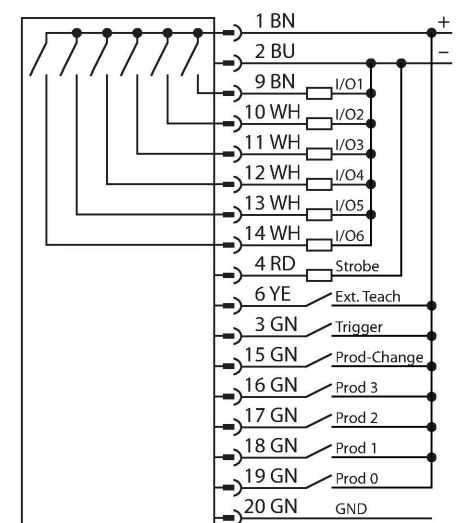 1 BN +
2 BU −
9 BN I/O1
10 WH I/O2
11 WH I/O3
12 WH I/O4
13 WH I/O5
14 WH I/O6
4 RD Strobe
6 YE Ext. Teach
3 GN Trigger
15 GN Prod-Change
16 GN Prod 3
17 GN Prod 2
18 GN Prod 1
19 GN Prod 0
20 GN GND